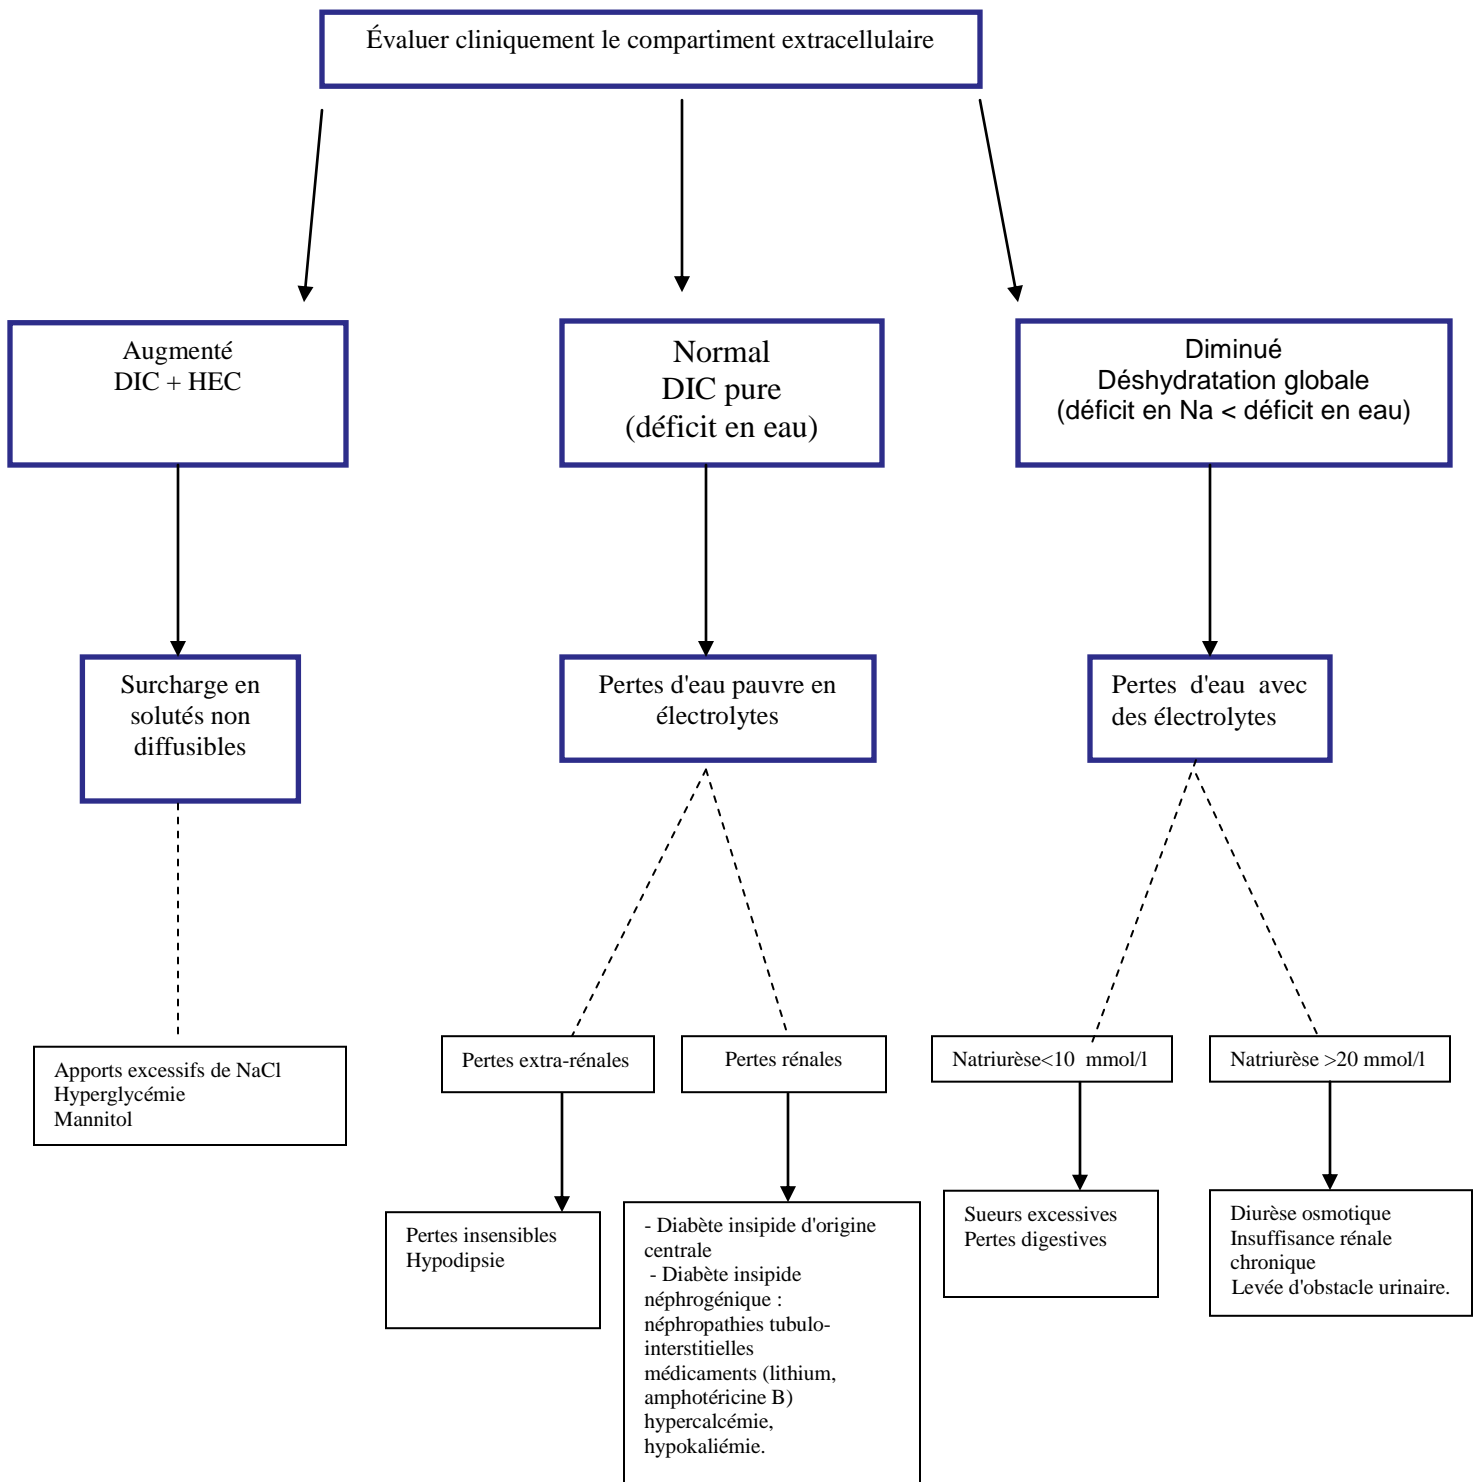 Évaluer cliniquement le compartiment extracellulaire
Augmenté
DIC + HEC
Normal
DIC pure
(déficit en eau)
Diminué
Déshydratation globale
(déficit en Na < déficit en eau)
Surcharge en
solutés non
diffusibles
Pertes d'eau pauvre en
électrolytes
Pertes d'eau avec
des électrolytes
Apports excessifs de NaCl
Hyperglycémie
Mannitol
Pertes extra-rénales
Pertes rénales
Natriurèse<10 mmol/l
Natriurèse >20 mmol/l
Pertes insensibles
Hypodipsie
- Diabète insipide d'origine
centrale
- Diabète insipide
néphrogénique :
néphropathies tubulo-
interstitielles
médicaments (lithium,
amphotéricine B)
hypercalcémie,
hypokaliémie.
Sueurs excessives
Pertes digestives
Diurèse osmotique
Insuffisance rénale
chronique
Levée d'obstacle urinaire.